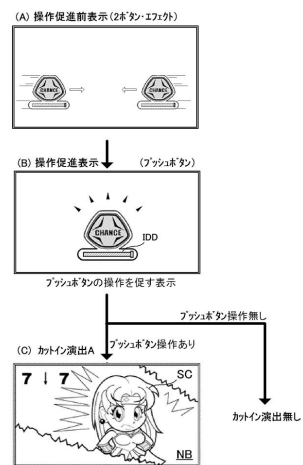 (A) 操作促進前表示(2ﾎﾞﾀﾝ･ｴﾌｪｸﾄ)
CHANCE CHANCE
(B) 操作促進表示 (ﾌﾟｯｼｭﾎﾞﾀﾝ)
CHANCE
IDD
ﾌﾟｯｼｭﾎﾞﾀﾝの操作を促す表示
ﾌﾟｯｼｭﾎﾞﾀﾝ操作無し
(C) ｶｯﾄｲﾝ演出A ﾌﾟｯｼｭﾎﾞﾀﾝ操作あり
7 ↓ 7 SC
ｶｯﾄｲﾝ演出無し
NB